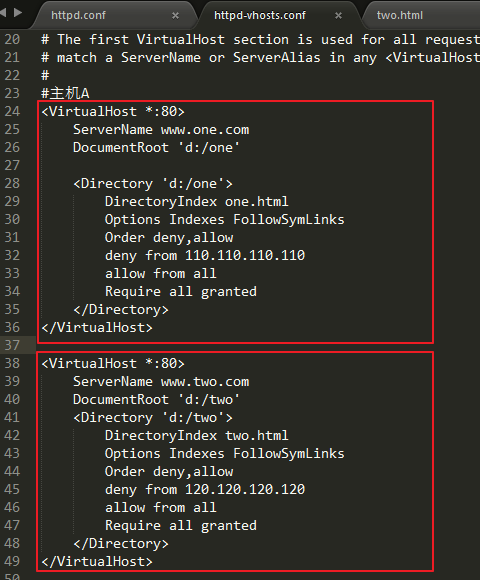 httpd.conf × httpd-vhosts.conf × two.html
20 # The first VirtualHost section is used for all request
21 # match a ServerName or ServerAlias in any <VirtualHost
22 #
23 #主机A
24 <VirtualHost *:80>
25     ServerName www.one.com
26     DocumentRoot 'd:/one'
27
28     <Directory 'd:/one'>
29         DirectoryIndex one.html
30         Options Indexes FollowSymLinks
31         Order deny,allow
32         deny from 110.110.110.110
33         allow from all
34         Require all granted
35     </Directory>
36 </VirtualHost>
37
38 <VirtualHost *:80>
39     ServerName www.two.com
40     DocumentRoot 'd:/two'
41     <Directory 'd:/two'>
42         DirectoryIndex two.html
43         Options Indexes FollowSymLinks
44         Order deny,allow
45         deny from 120.120.120.120
46         allow from all
47         Require all granted
48     </Directory>
49 </VirtualHost>
50